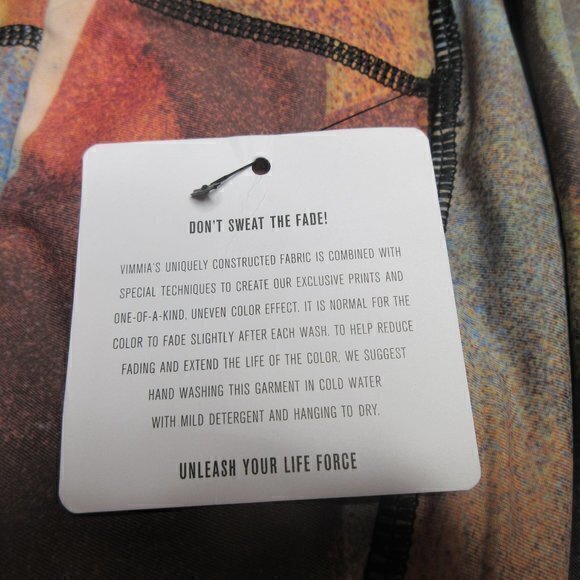 DON'T SWEAT THE FADE!
VIMMIA'S UNIQUELY CONSTRUCTED FABRIC IS COMBINED WITH
SPECIAL TECHNIQUES TO CREATE OUR EXCLUSIVE PRINTS AND
ONE-OF-A-KIND, UNEVEN COLOR EFFECT. IT IS NORMAL FOR THE
COLOR TO FADE SLIGHTLY AFTER EACH WASH. TO HELP REDUCE
FADING AND EXTEND THE LIFE OF THE COLOR, WE SUGGEST
HAND WASHING THIS GARMENT IN COLD WATER
WITH MILD DETERGENT AND HANGING TO DRY.
UNLEASH YOUR LIFE FORCE